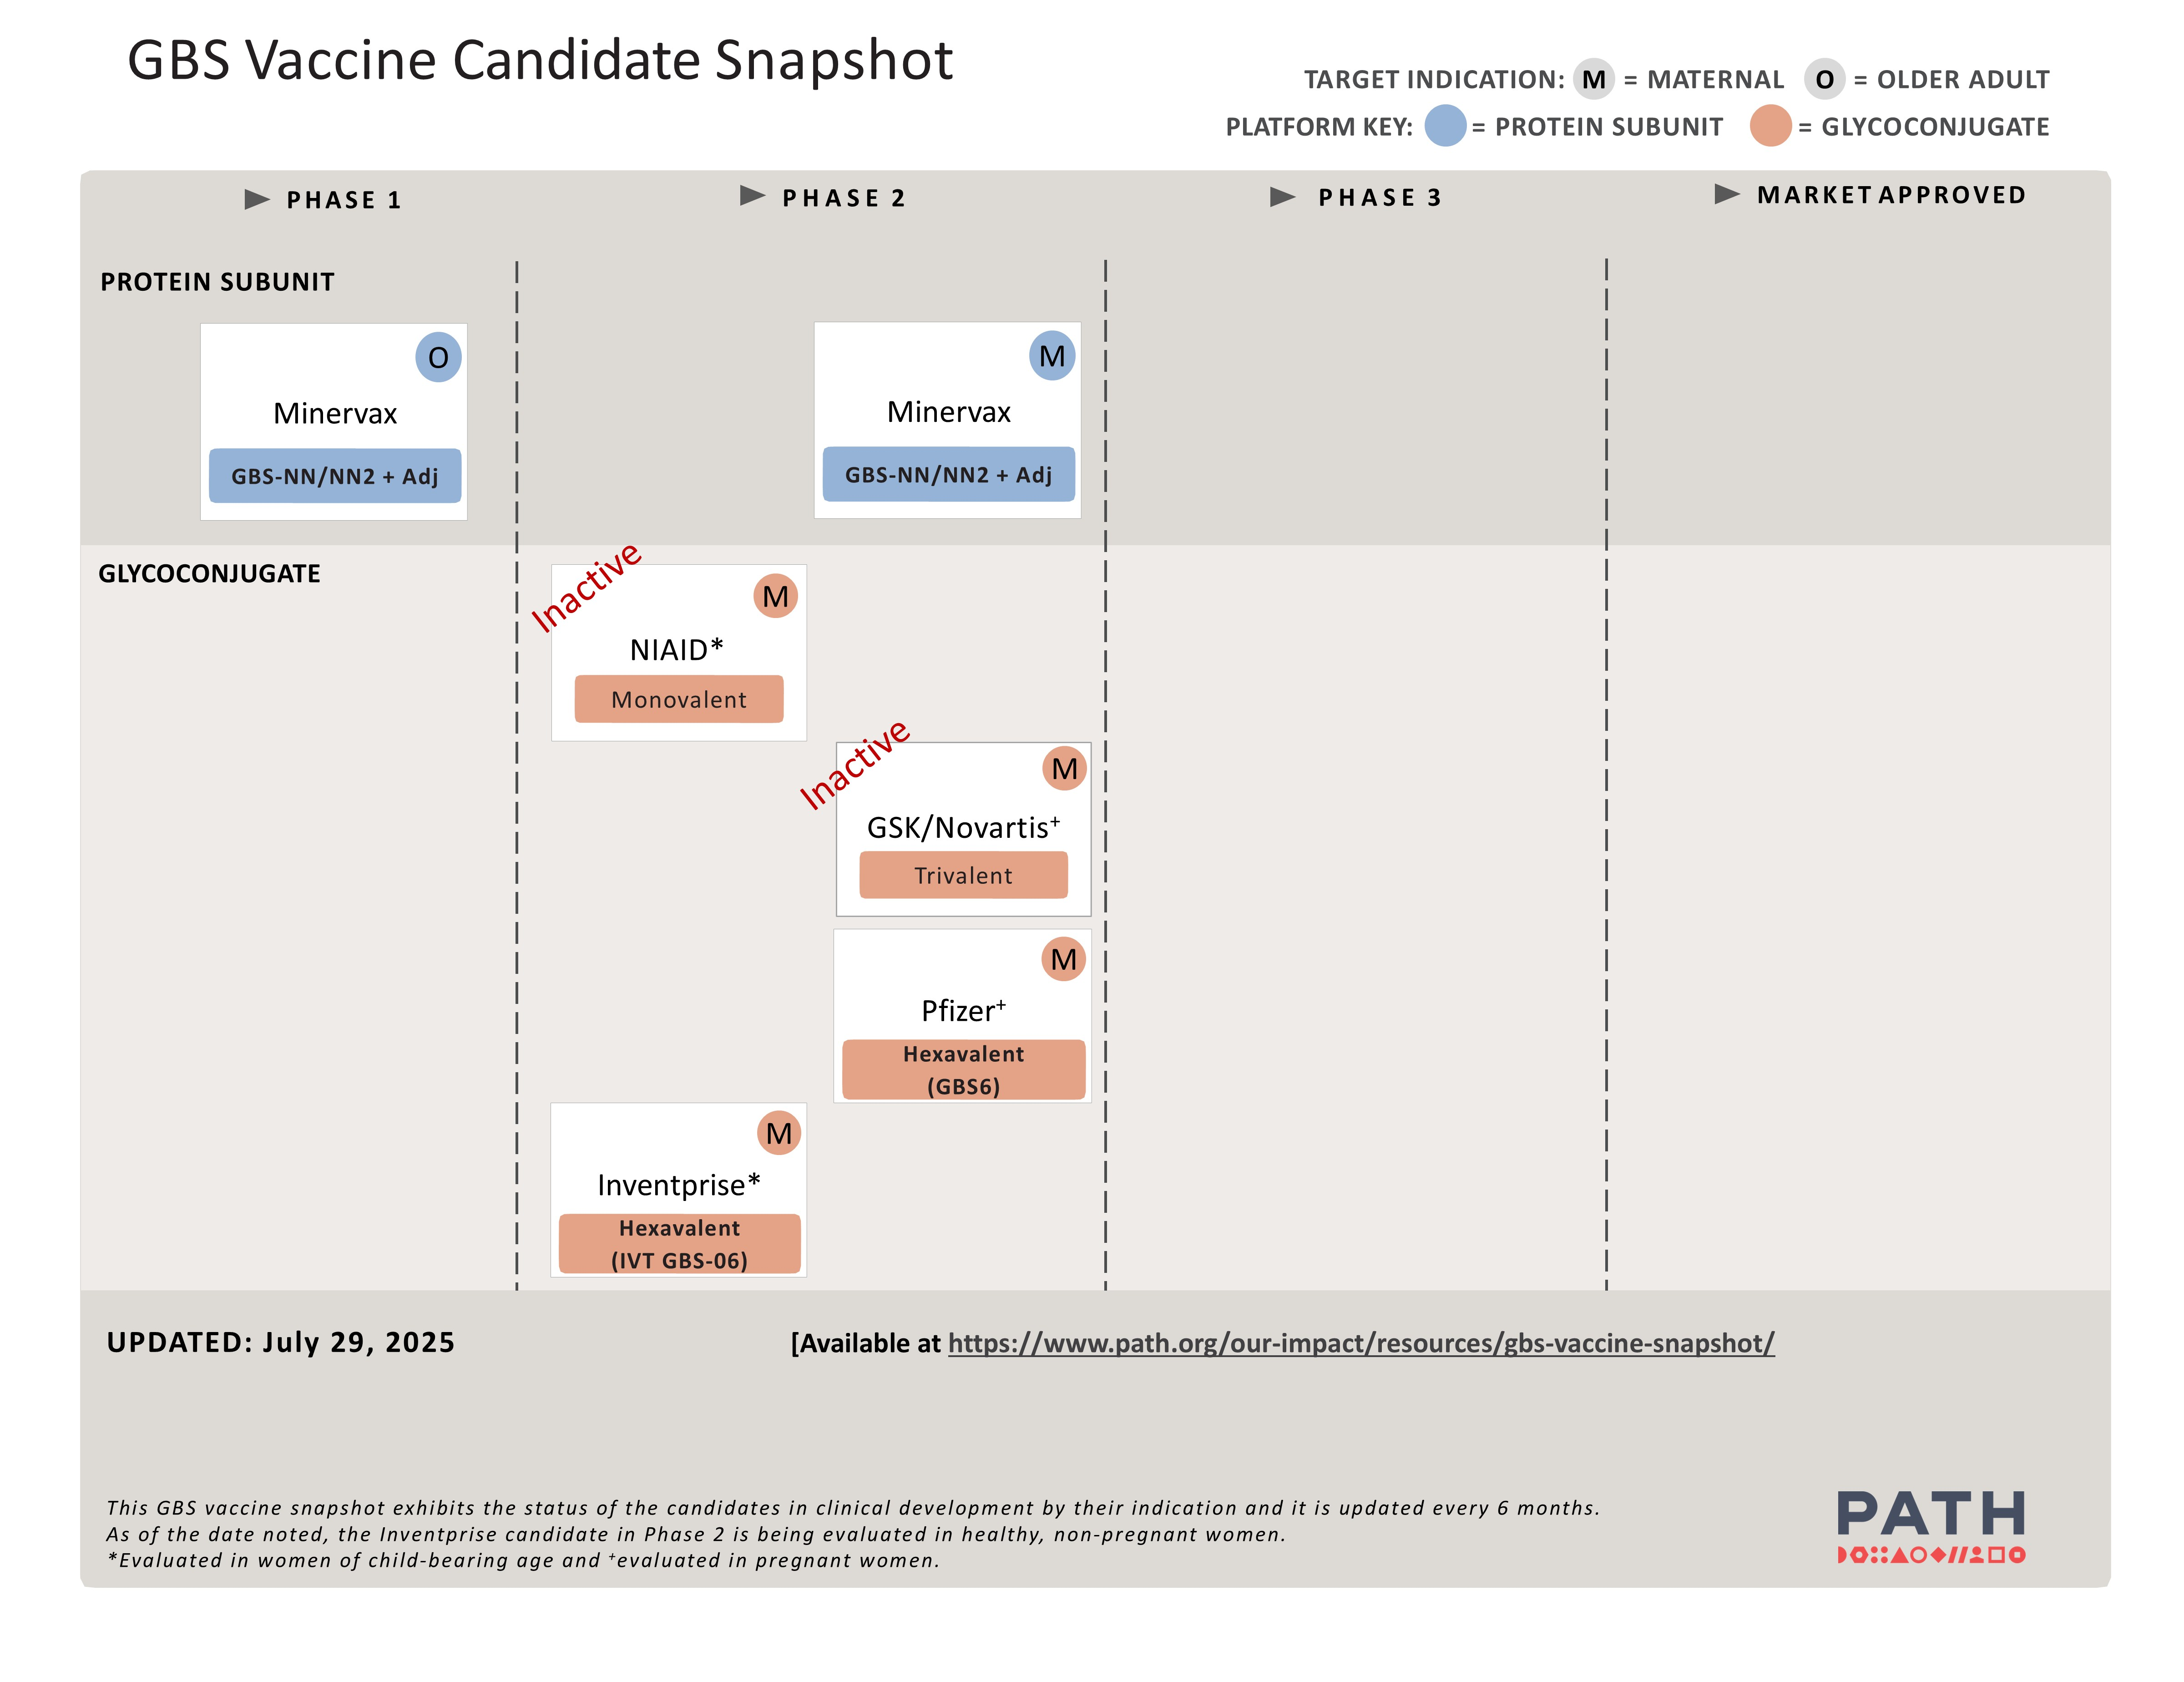 GBS Vaccine Candidate Snapshot
TARGET INDICATION: M = MATERNAL O = OLDER ADULT
PLATFORM KEY: = PROTEIN SUBUNIT = GLYCOCONJUGATE
PHASE 1
PHASE 2
PHASE 3
MARKET APPROVED
PROTEIN SUBUNIT
O
Minervax
GBS-NN/NN2 + Adj
M
Minervax
GBS-NN/NN2 + Adj
GLYCOCONJUGATE
Inactive
M
NIAID*
Monovalent
Inactive
M
GSK/Novartis⁺
Trivalent
M
Pfizer⁺
Hexavalent
(GBS6)
M
Inventprise*
Hexavalent
(IVT GBS-06)
UPDATED: July 29, 2025
[Available at https://www.path.org/our-impact/resources/gbs-vaccine-snapshot/
This GBS vaccine snapshot exhibits the status of the candidates in clinical development by their indication and it is updated every 6 months.
As of the date noted, the Inventprise candidate in Phase 2 is being evaluated in healthy, non-pregnant women.
*Evaluated in women of child-bearing age and ⁺evaluated in pregnant women.
PATH